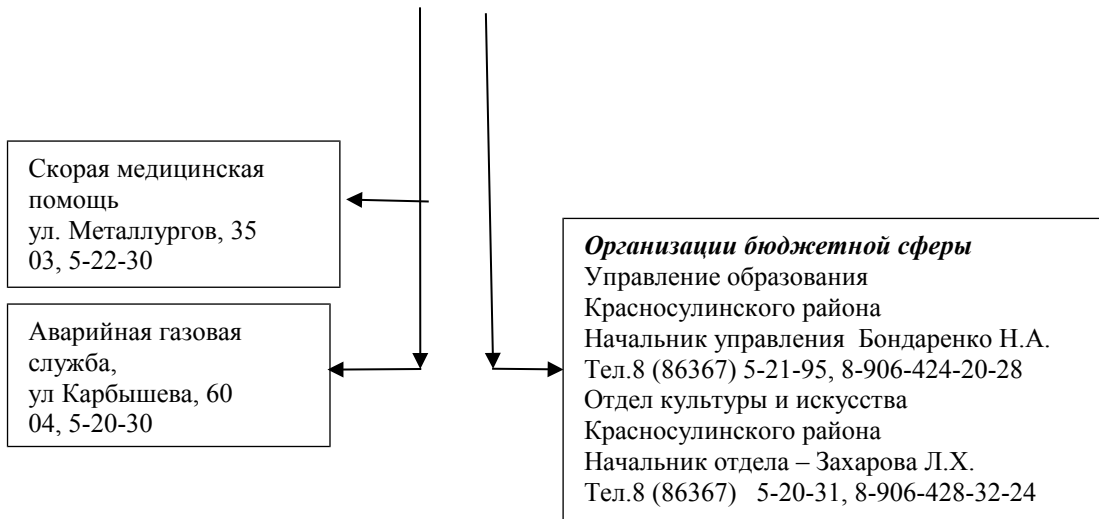 Скорая медицинская
помощь
ул. Металлургов, 35
03, 5-22-30
Аварийная газовая
служба,
ул Карбышева, 60
04, 5-20-30
Организации бюджетной сферы
Управление образования
Красносулинского района
Начальник управления  Бондаренко Н.А.
Тел.8 (86367) 5-21-95, 8-906-424-20-28
Отдел культуры и искусства
Красносулинского района
Начальник отдела – Захарова Л.Х.
Тел.8 (86367)   5-20-31, 8-906-428-32-24